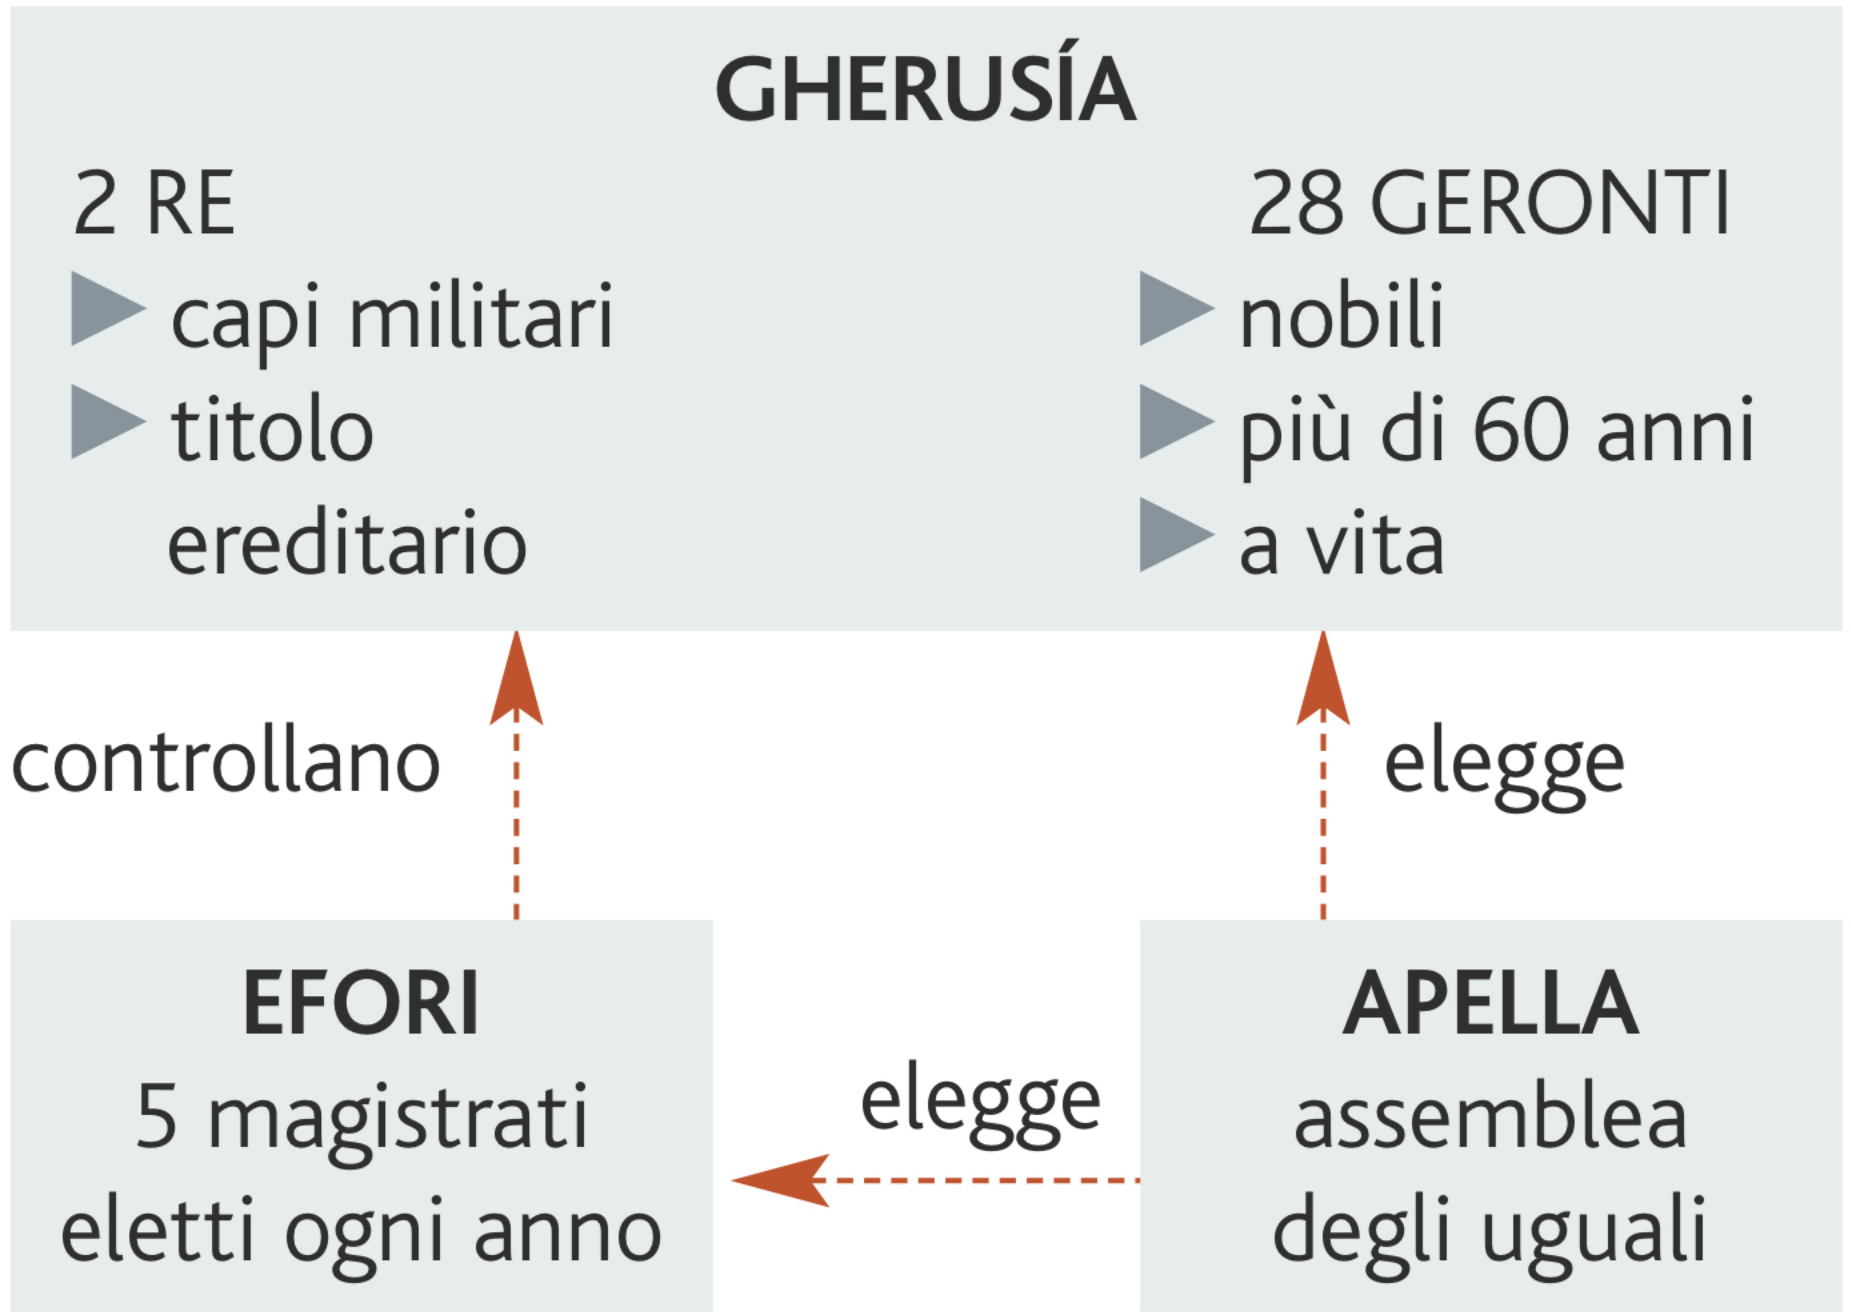 GHERUSÍA
2 RE
capi militari
titolo
ereditario
28 GERONTI
nobili
più di 60 anni
a vita
controllano
elegge
EFORI
5 magistrati
eletti ogni anno
elegge
APELLA
assemblea
degli uguali